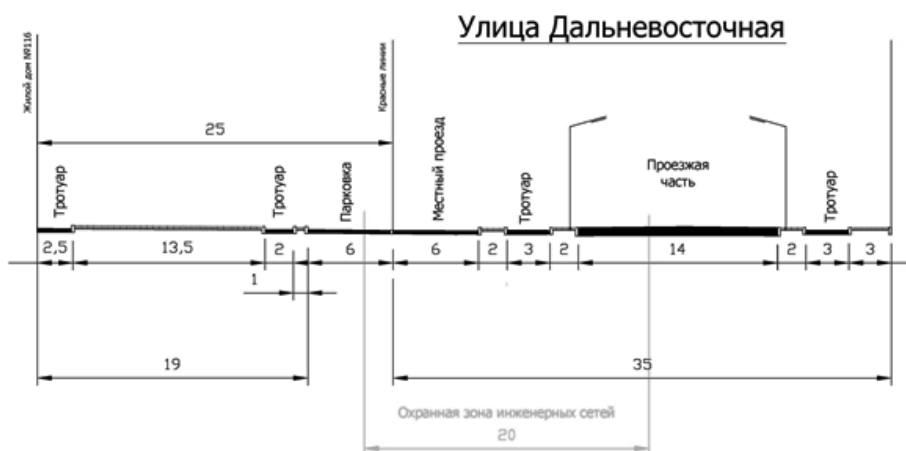 Улица Дальневосточная
Жилой дом №116
Красные линии
25
Тротуар
Тротуар
Парковка
Местный проезд
Тротуар
Проезжая
часть
Тротуар
2,5
13,5
2
6
6
2
3
2
14
2
3
3
1
19
35
Охранная зона инженерных сетей
20